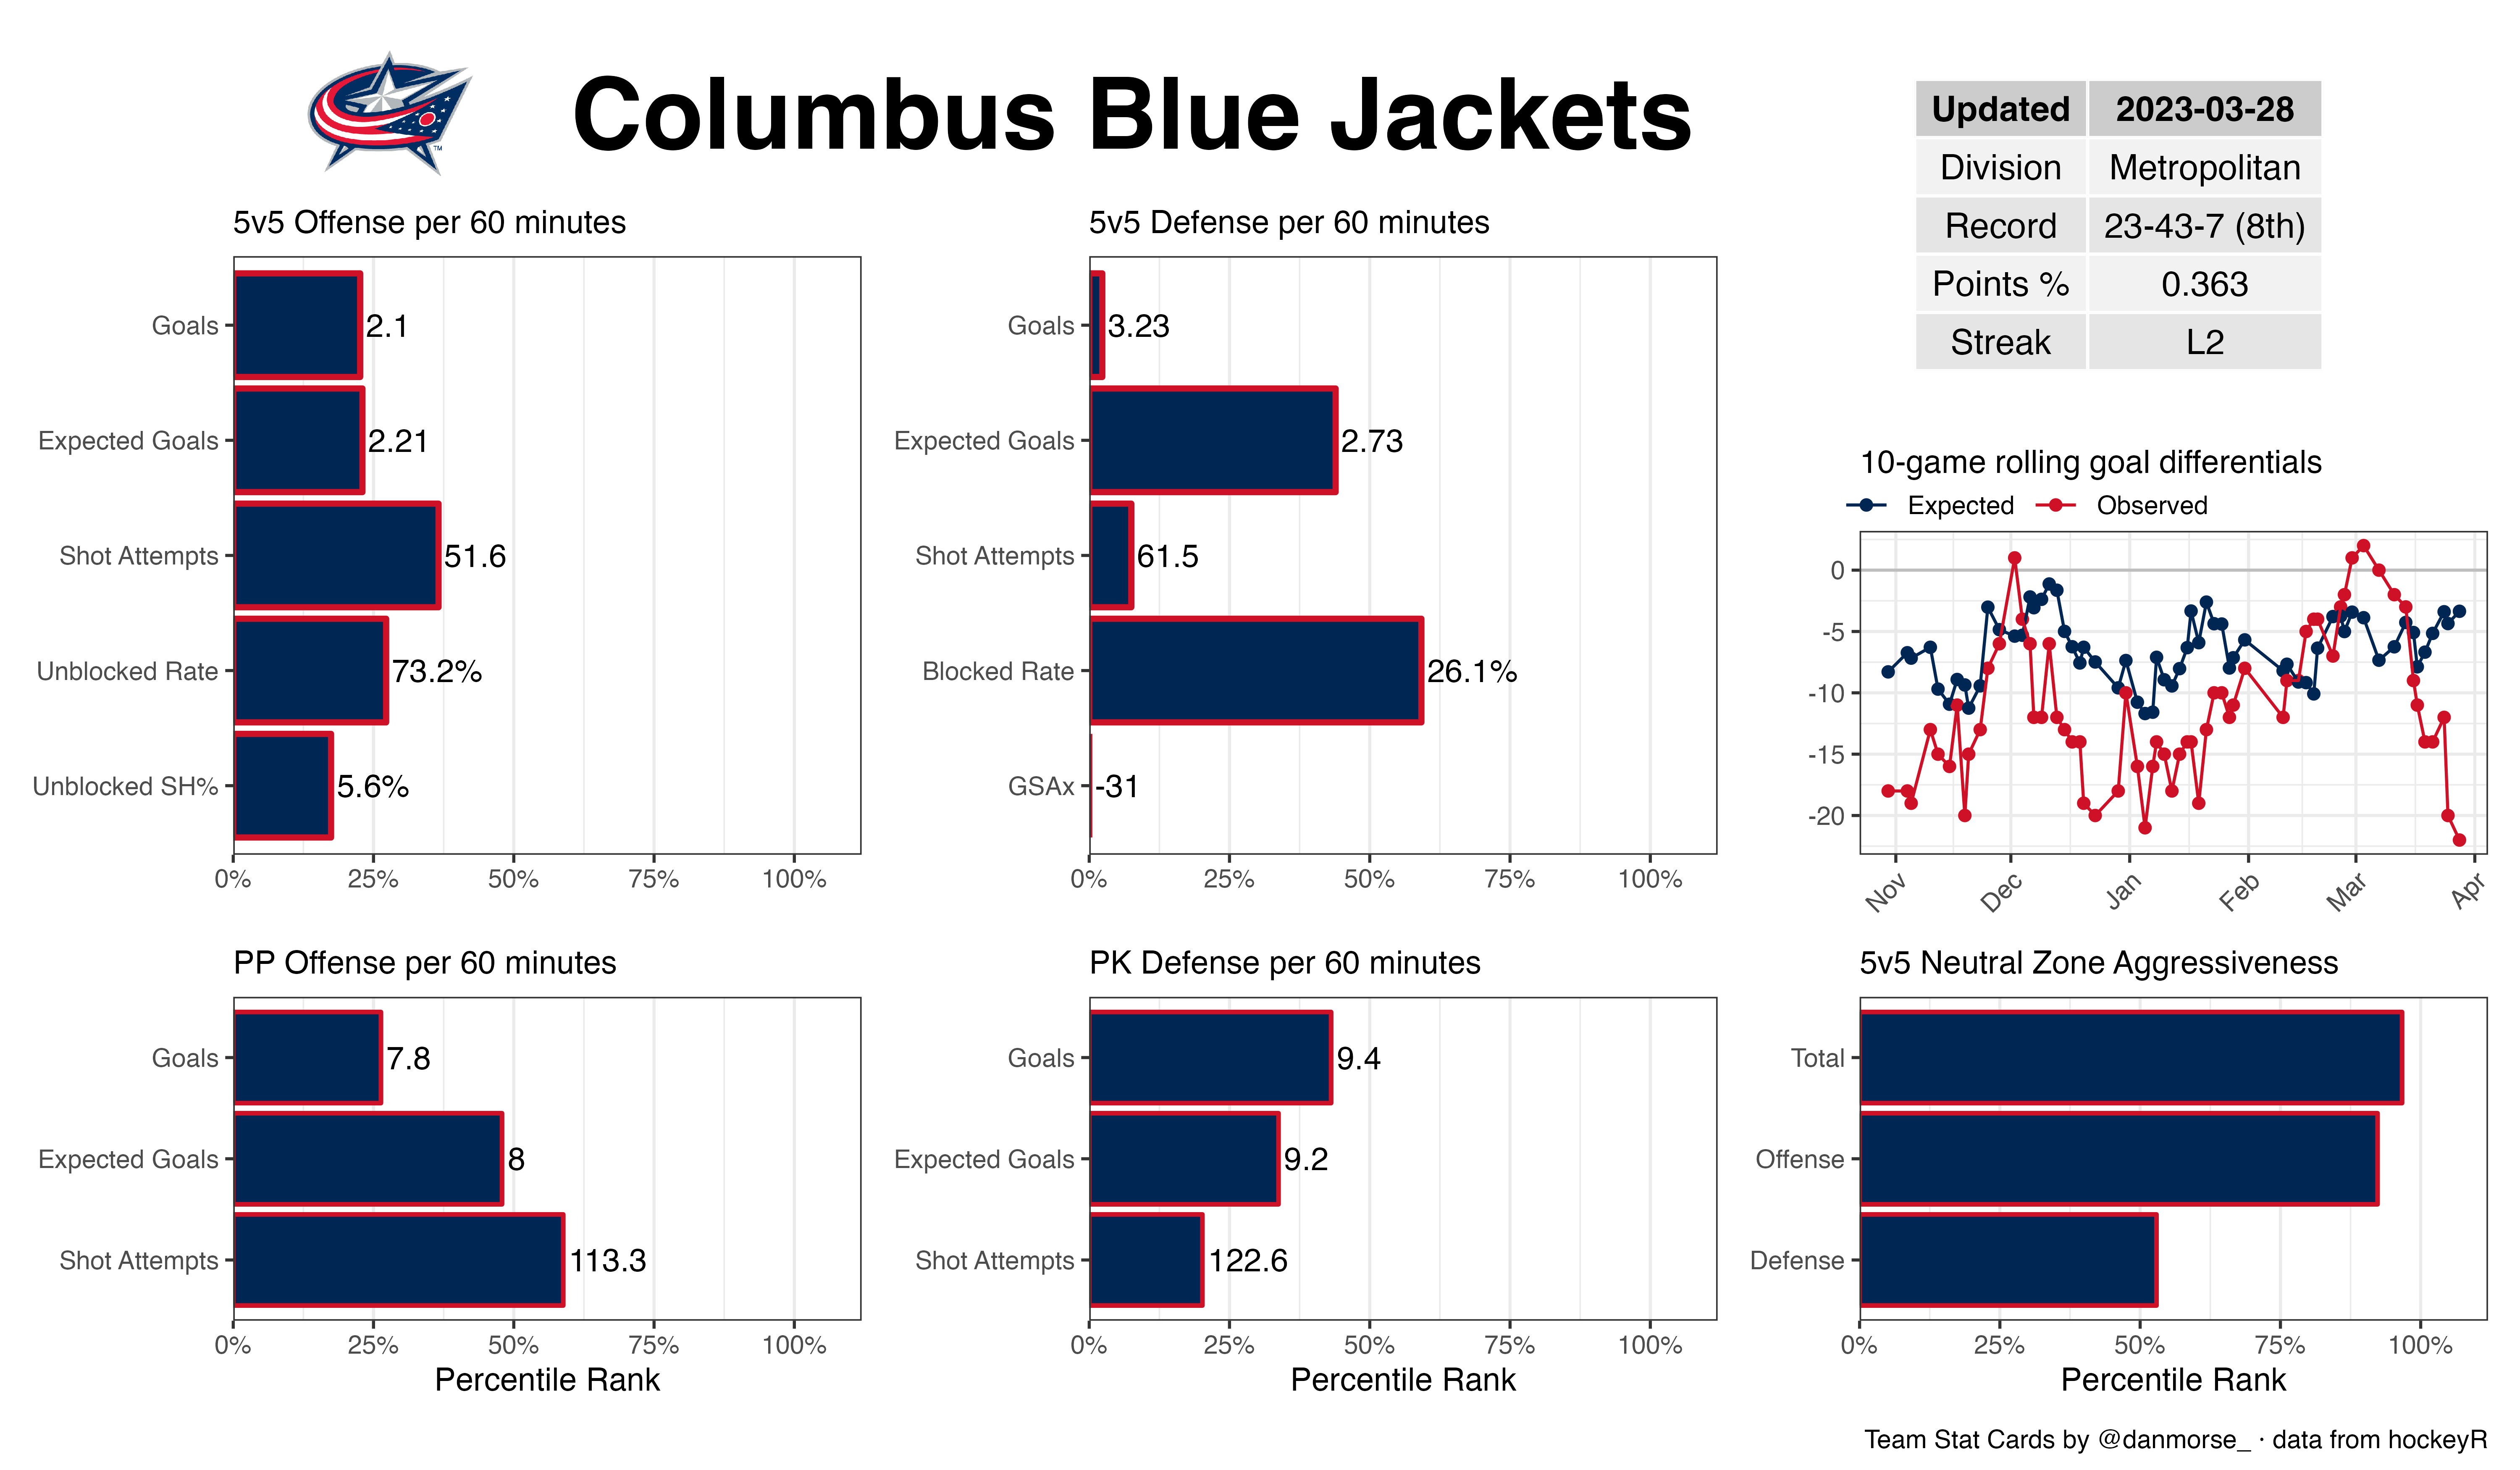 Columbus Blue Jackets
TM
Updated 2023-03-28
Division Metropolitan
Record 23-43-7 (8th)
Points % 0.363
Streak L2
5v5 Offense per 60 minutes
Goals 2.1
Expected Goals 2.21
Shot Attempts 51.6
Unblocked Rate 73.2%
Unblocked SH% 5.6%
0% 25% 50% 75% 100%
5v5 Defense per 60 minutes
Goals 3.23
Expected Goals 2.73
Shot Attempts 61.5
Blocked Rate 26.1%
GSAx -31
0% 25% 50% 75% 100%
10-game rolling goal differentials
Expected Observed
0
-5
-10
-15
-20
Nov Dec Jan Feb Mar Apr
PP Offense per 60 minutes
Goals 7.8
Expected Goals 8
Shot Attempts 113.3
0% 25% 50% 75% 100%
Percentile Rank
PK Defense per 60 minutes
Goals 9.4
Expected Goals 9.2
Shot Attempts 122.6
0% 25% 50% 75% 100%
Percentile Rank
5v5 Neutral Zone Aggressiveness
Total
Offense
Defense
0% 25% 50% 75% 100%
Percentile Rank
Team Stat Cards by @danmorse_ · data from hockeyR